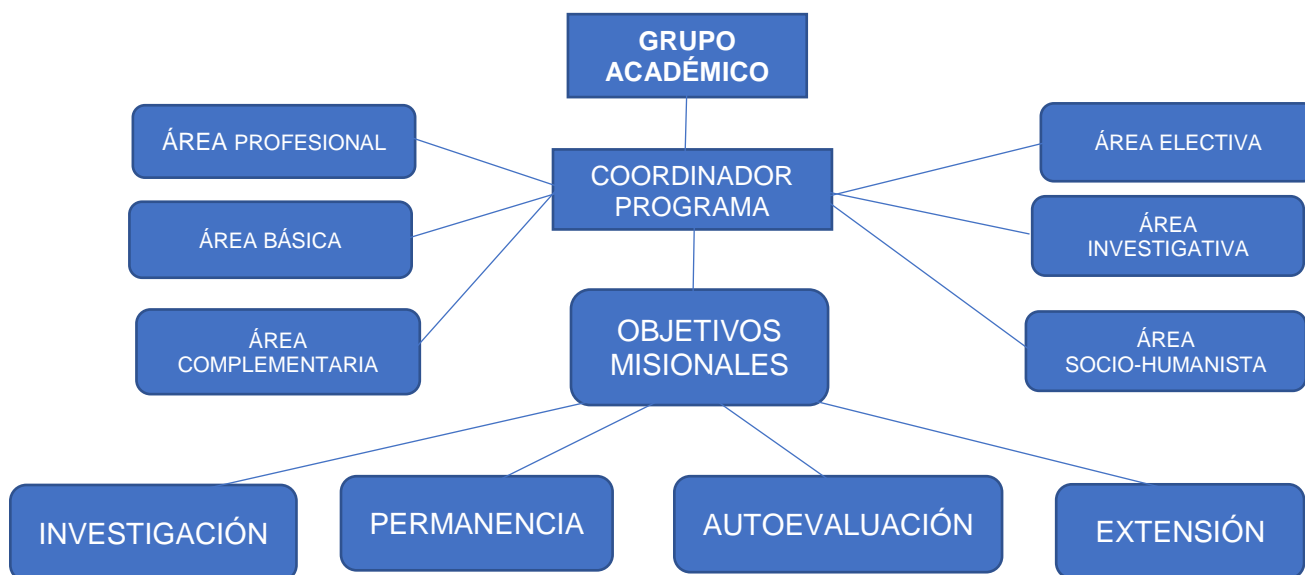 GRUPO
ACADÉMICO
ÁREA PROFESIONAL
COORDINADOR
PROGRAMA
ÁREA ELECTIVA
ÁREA BÁSICA
ÁREA
INVESTIGATIVA
ÁREA
COMPLEMENTARIA
OBJETIVOS
MISIONALES
ÁREA
SOCIO-HUMANISTA
INVESTIGACIÓN
PERMANENCIA
AUTOEVALUACIÓN
EXTENSIÓN